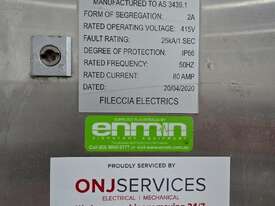 MANUFACTURED TO AS 3439.1
FORM OF SEGREGATION: 2A
RATED OPERATING VOLTAGE: 415V
FAULT RATING: 25kA/1 SEC
DEGREE OF PROTECTION: IP66
RATED FREQUENCY: 50HZ
RATED CURRENT: 80 AMP
DATE: 20/04/2020
FILECCIA ELECTRICS
enmin
PROUDLY SERVICED BY
ONJSERVICES
ELECTRICAL | MECHANICAL